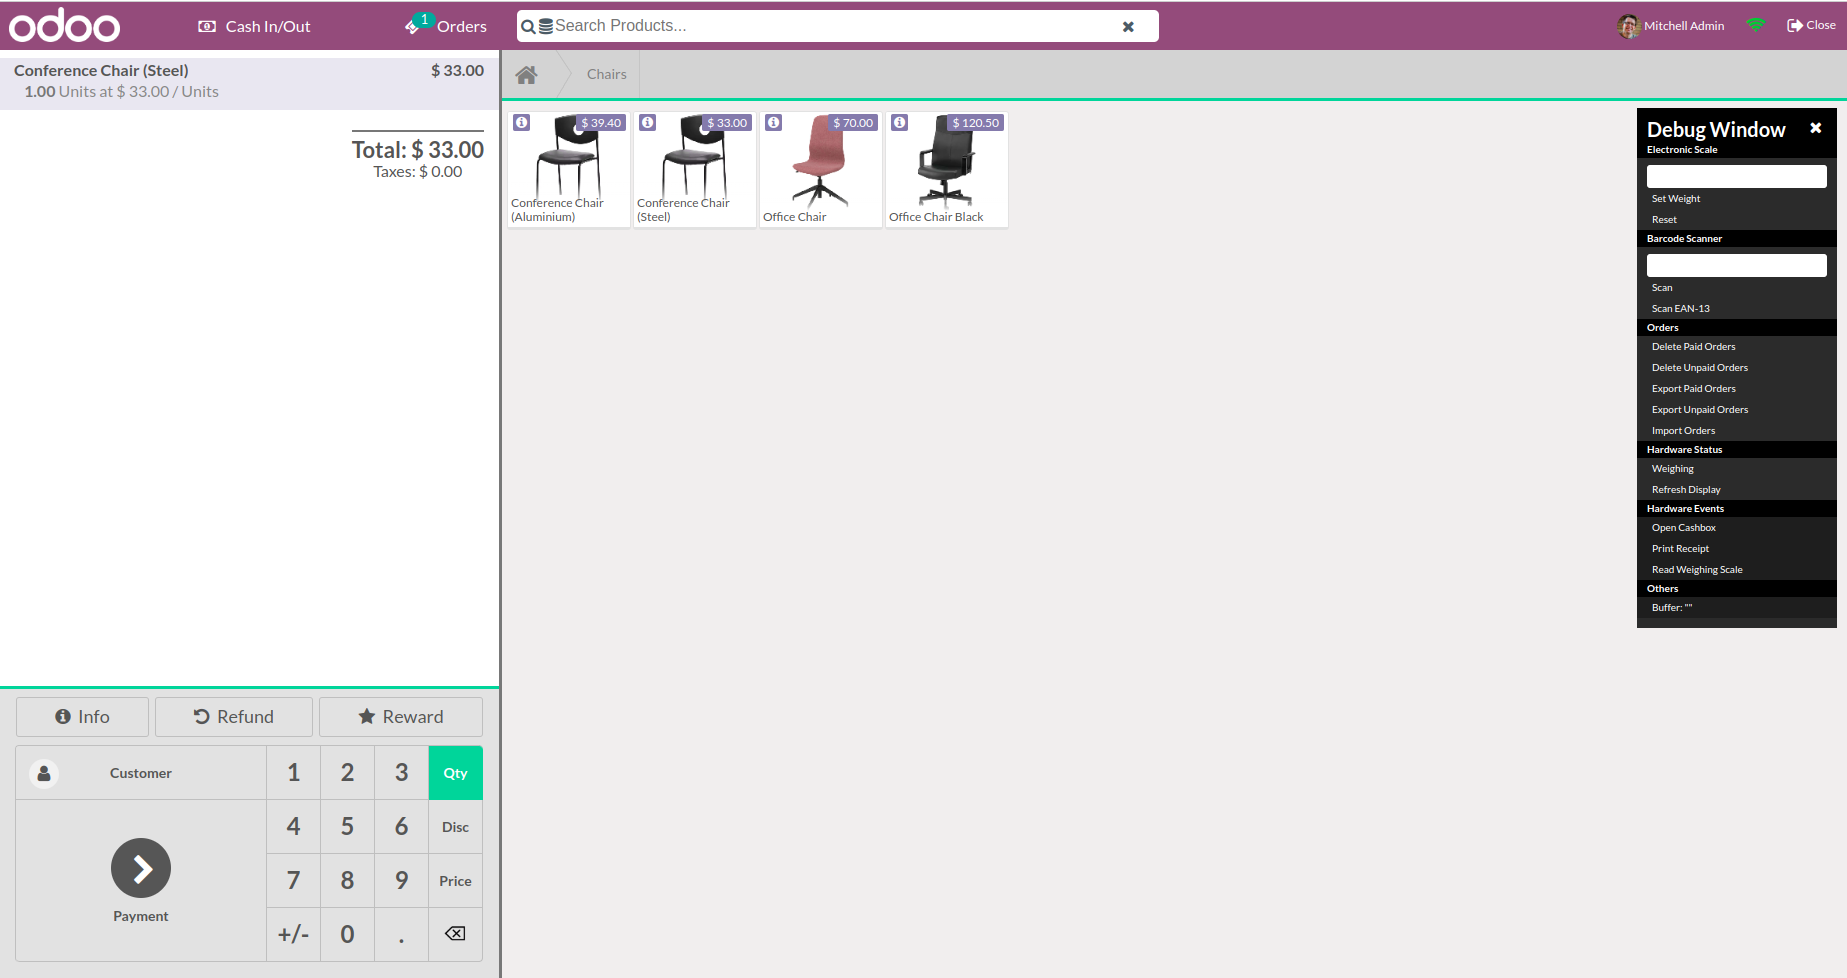 odoo
Cash In/Out
1
Orders
Search Products...
Mitchell Admin
Close
Conference Chair (Steel) $ 33.00
1.00 Units at $ 33.00 / Units
Total: $ 33.00
Taxes: $ 0.00
Info
Refund
Reward
Customer
1 2 3 Qty
4 5 6 Disc
7 8 9 Price
+/- 0 .
Payment
Chairs
$ 39.40
Conference Chair
(Aluminium)
$ 33.00
Conference Chair
(Steel)
$ 70.00
Office Chair
$ 120.50
Office Chair Black
Debug Window
Electronic Scale
Set Weight
Reset
Barcode Scanner
Scan
Scan EAN-13
Orders
Delete Paid Orders
Delete Unpaid Orders
Export Paid Orders
Export Unpaid Orders
Import Orders
Hardware Status
Weighing
Refresh Display
Hardware Events
Open Cashbox
Print Receipt
Read Weighing Scale
Others
Buffer: ""